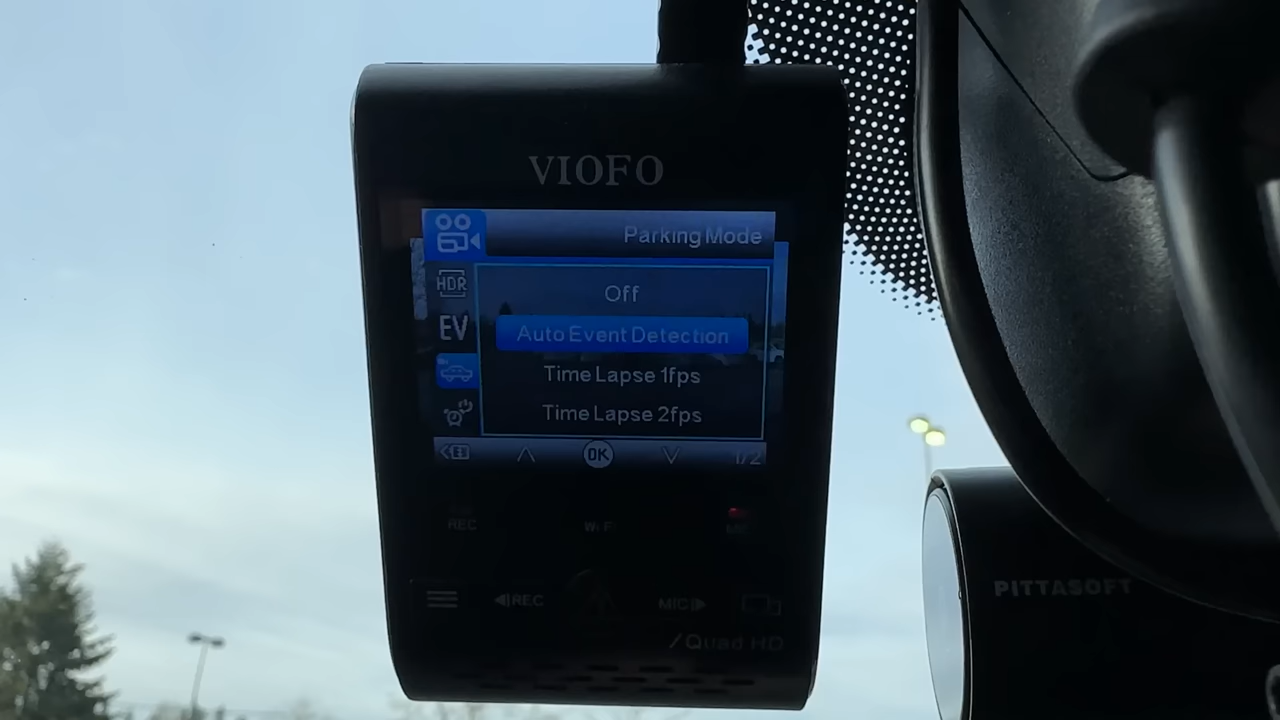 VIOFO
Parking Mode
HDR
Off
EV
Auto Event Detection
Time Lapse 1fps
Time Lapse 2fps
OK
1/2
REC
REC
MIC
Quad HD
PITTASOFT